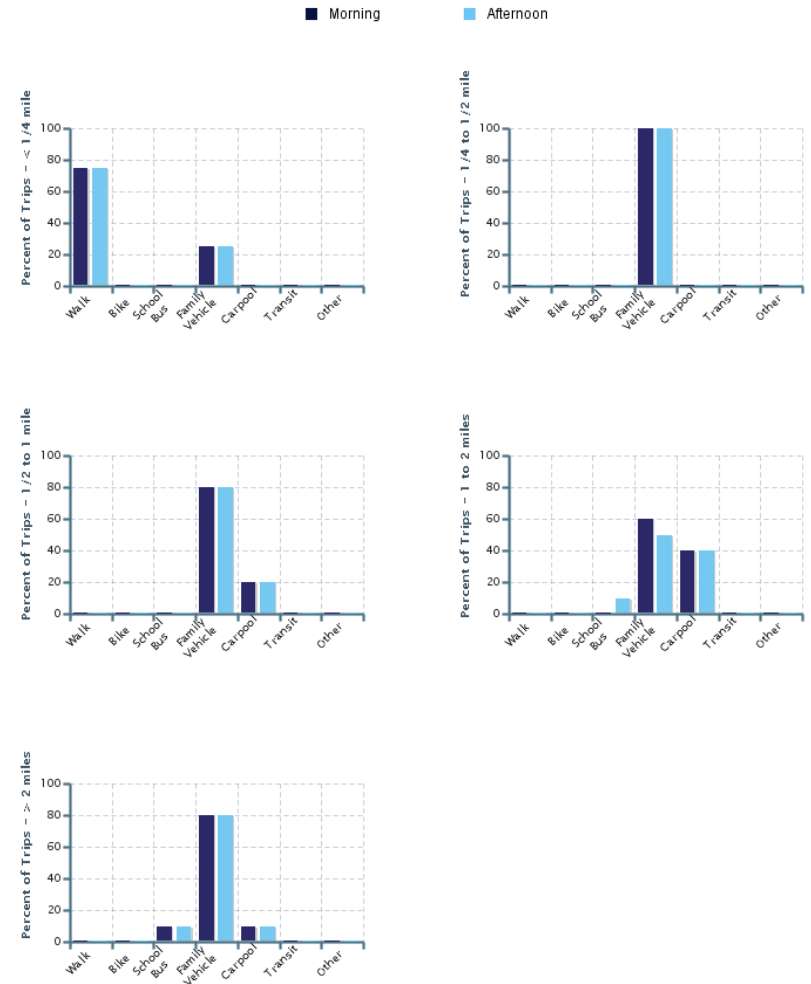 Morning Afternoon
Percent of Trips - < 1/4 mile
100
80
60
40
20
0
Walk
Bike
School
Bus
Family
Vehicle
Carpool
Transit
Other
Percent of Trips - 1/4 to 1/2 mile
100
80
60
40
20
0
Walk
Bike
School
Bus
Family
Vehicle
Carpool
Transit
Other
Percent of Trips - 1/2 to 1 mile
100
80
60
40
20
0
Walk
Bike
School
Bus
Family
Vehicle
Carpool
Transit
Other
Percent of Trips - 1 to 2 miles
100
80
60
40
20
0
Walk
Bike
School
Bus
Family
Vehicle
Carpool
Transit
Other
Percent of Trips - > 2 miles
100
80
60
40
20
0
Walk
Bike
School
Bus
Family
Vehicle
Carpool
Transit
Other